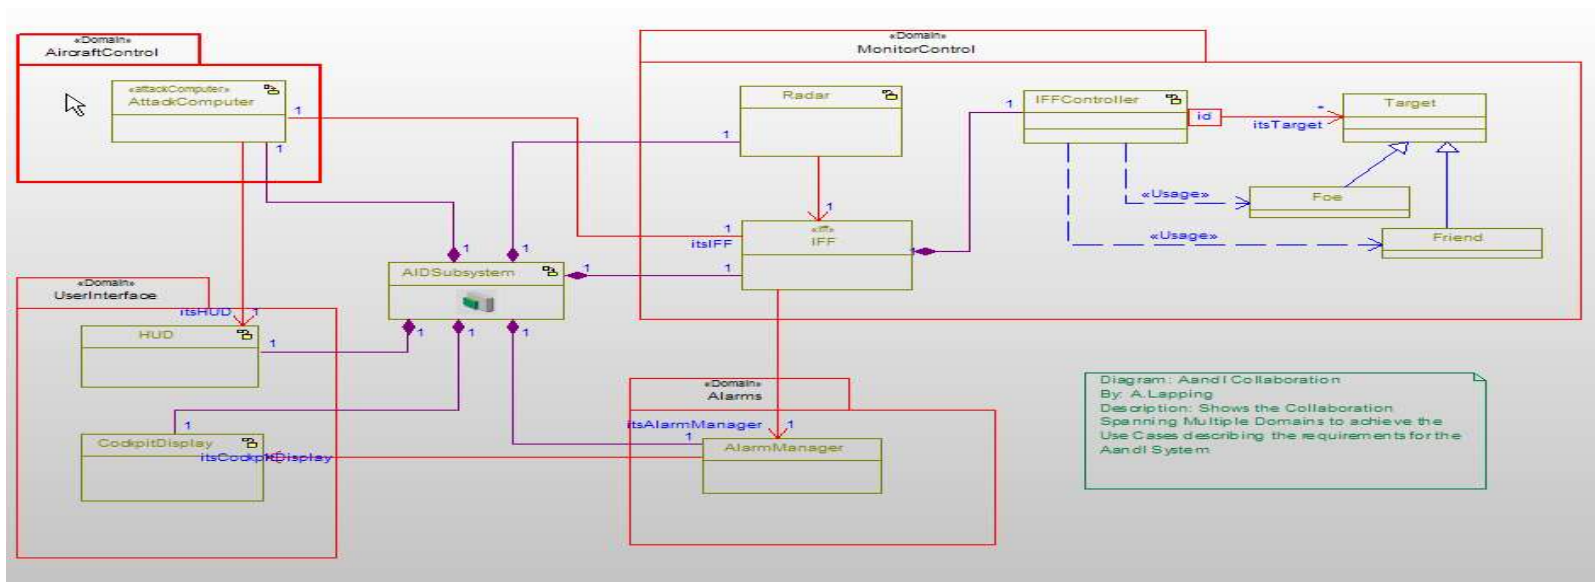 «Domain»
AircraftControl
«attackComputer»
AttackComputer
1
1
«Domain»
MonitorControl
Radar
1
IFFController
1
id
*
itsTarget
Target
«Usage»
Foe
«Usage»
Friend
1
«iff»
IFF
1
itsIFF
1
1
AIDSubsystem
1
1
1
1
1
1
«Domain»
UserInterface
itsHUD
1
HUD
1
1
CockpitDisplay
itsCockpitDisplay
«Domain»
Alarms
itsAlarmManager
1
1
AlarmManager
Diagram: AandI Collaboration
By: A.Lapping
Description: Shows the Collaboration
Spanning Multiple Domains to achieve the
Use Cases describing the requirements for the
AandI System